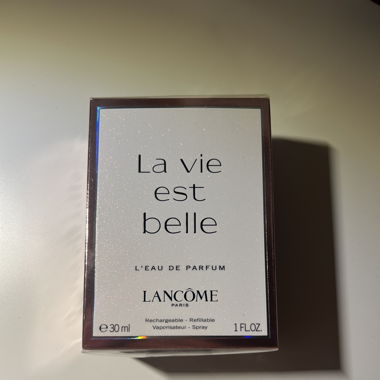 La vie
est
belle
L'EAU DE PARFUM
LANCÔME
PARIS
Rechargeable - Refillable
Vaporisateur - Spray
℮ 30 ml
1 FL.OZ.